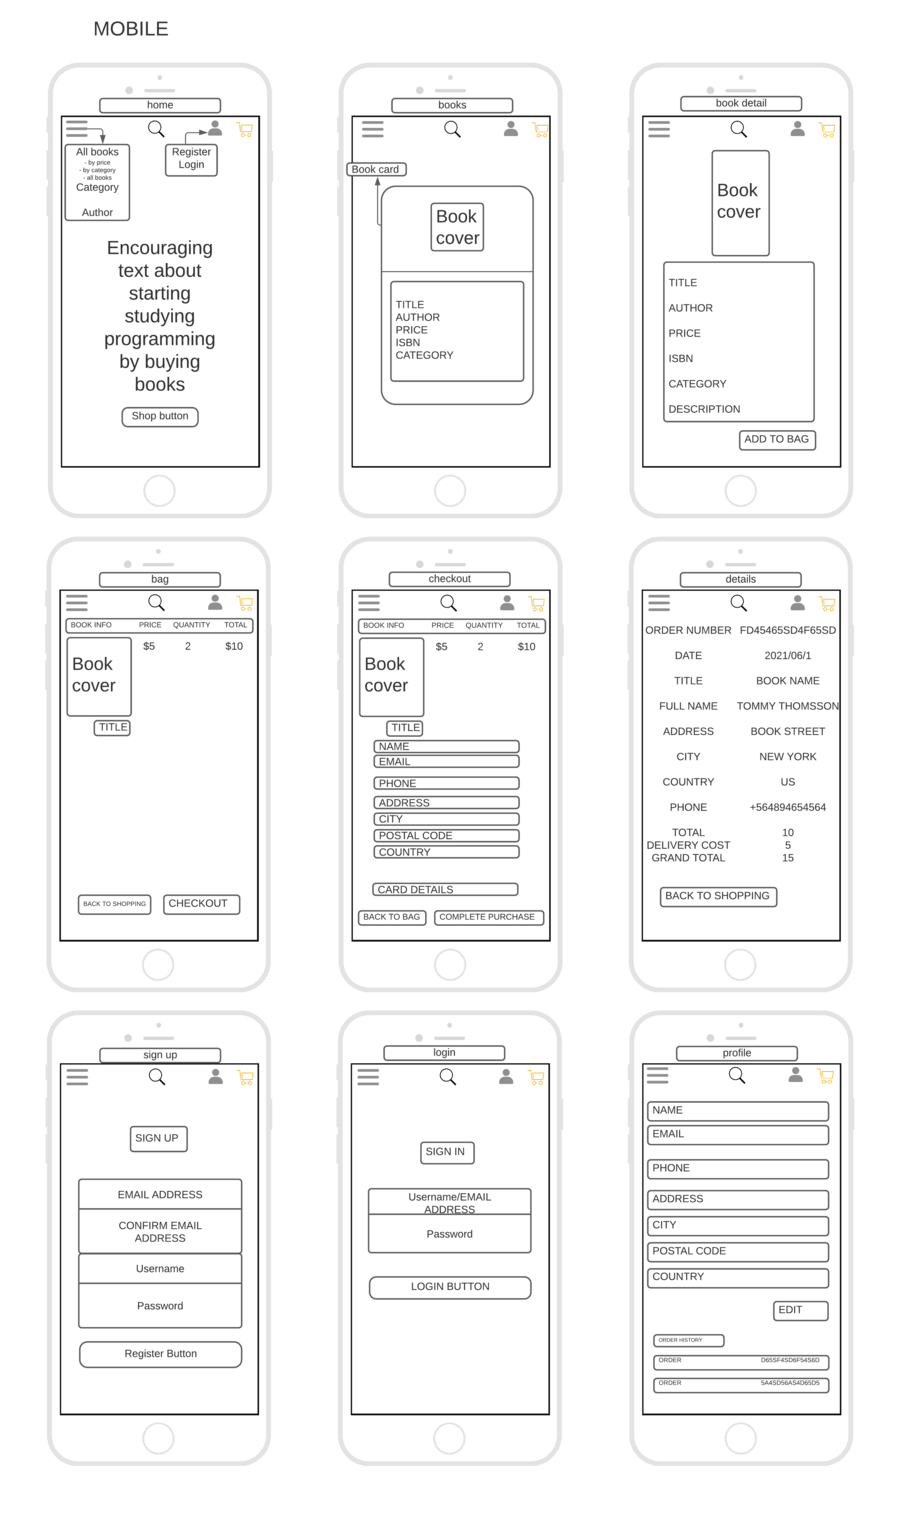 MOBILE
home
All books
- by price
- by category
- all books
Category
Author
Register
Login
Encouraging
text about
starting
studying
programming
by buying
books
Shop button
books
Book card
Book
cover
TITLE
AUTHOR
PRICE
ISBN
CATEGORY
book detail
Book
cover
TITLE
AUTHOR
PRICE
ISBN
CATEGORY
DESCRIPTION
ADD TO BAG
bag
BOOK INFO PRICE QUANTITY TOTAL
$5 2 $10
Book
cover
TITLE
BACK TO SHOPPING CHECKOUT
checkout
BOOK INFO PRICE QUANTITY TOTAL
$5 2 $10
Book
cover
TITLE
NAME
EMAIL
PHONE
ADDRESS
CITY
POSTAL CODE
COUNTRY
CARD DETAILS
BACK TO BAG COMPLETE PURCHASE
details
ORDER NUMBER FD45465SD4F65SD
DATE 2021/06/1
TITLE BOOK NAME
FULL NAME TOMMY THOMSSON
ADDRESS BOOK STREET
CITY NEW YORK
COUNTRY US
PHONE +564894654564
TOTAL 10
DELIVERY COST 5
GRAND TOTAL 15
BACK TO SHOPPING
sign up
SIGN UP
EMAIL ADDRESS
CONFIRM EMAIL
ADDRESS
Username
Password
Register Button
login
SIGN IN
Username/EMAIL
ADDRESS
Password
LOGIN BUTTON
profile
NAME
EMAIL
PHONE
ADDRESS
CITY
POSTAL CODE
COUNTRY
EDIT
ORDER HISTORY
ORDER D65SF4SD6F54S6D
ORDER 5A4SD56AS4D65D5